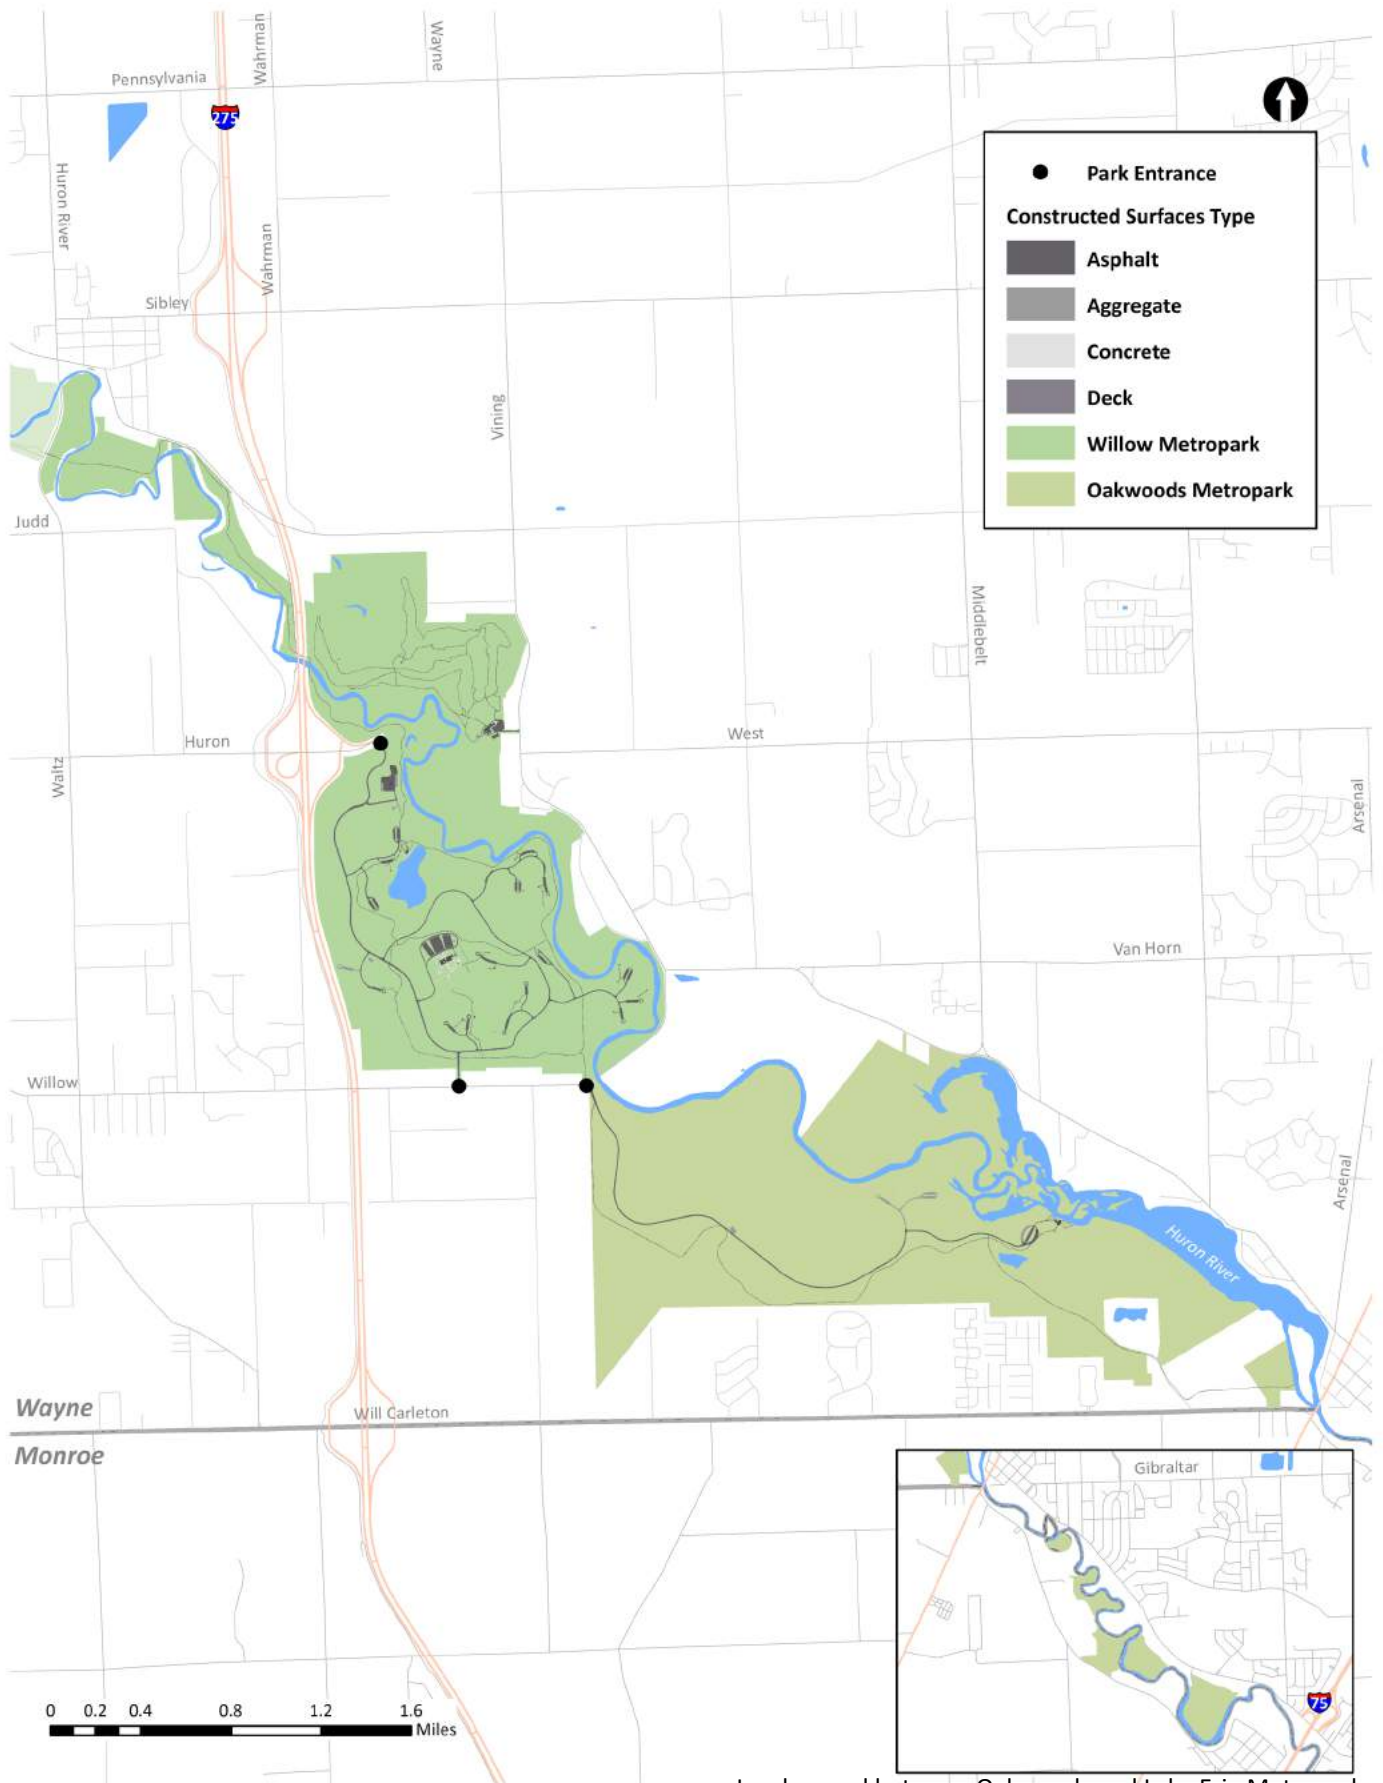 Wahrman
Wayne
Pennsylvania
275
Huron River
Wahrman
Sibley
Park Entrance
Constructed Surfaces Type
Asphalt
Aggregate
Concrete
Deck
Willow Metropark
Oakwoods Metropark
Vining
Judd
Middlebelt
Huron
West
Waltz
Arsenal
Van Horn
Willow
Arsenal
Huron River
Wayne
Will Carleton
Monroe
Gibraltar
75
0 0.2 0.4 0.8 1.2 1.6
Miles